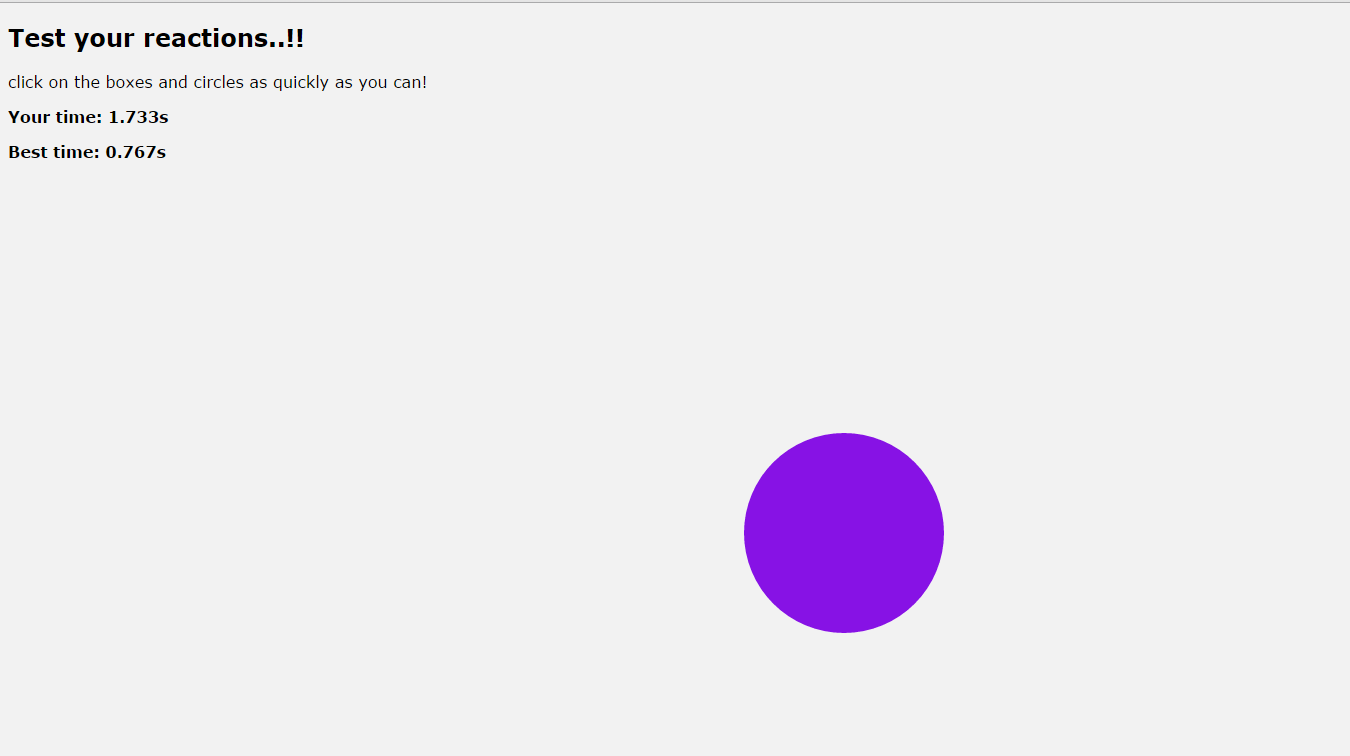 Test your reactions..!!
click on the boxes and circles as quickly as you can!
Your time: 1.733s
Best time: 0.767s